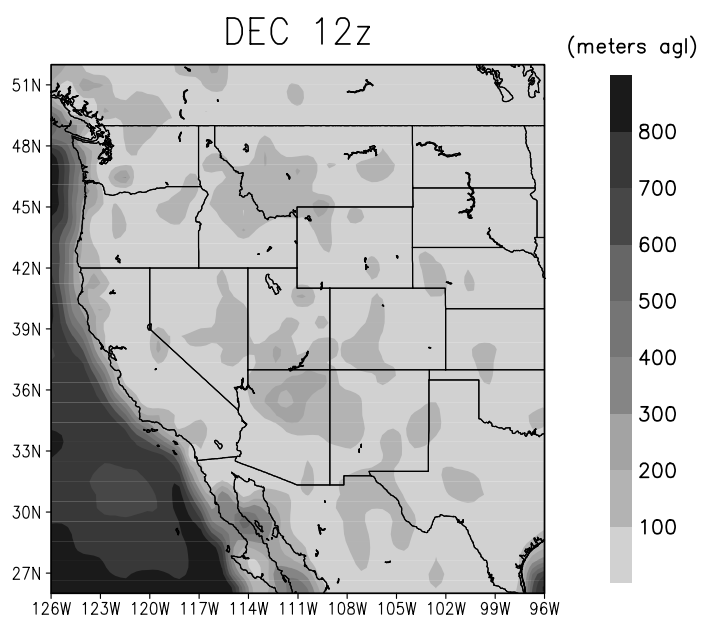 DEC 12z
(meters agl)
51N
48N
45N
42N
39N
36N
33N
30N
27N
126W 123W 120W 117W 114W 111W 108W 105W 102W 99W 96W
800
700
600
500
400
300
200
100